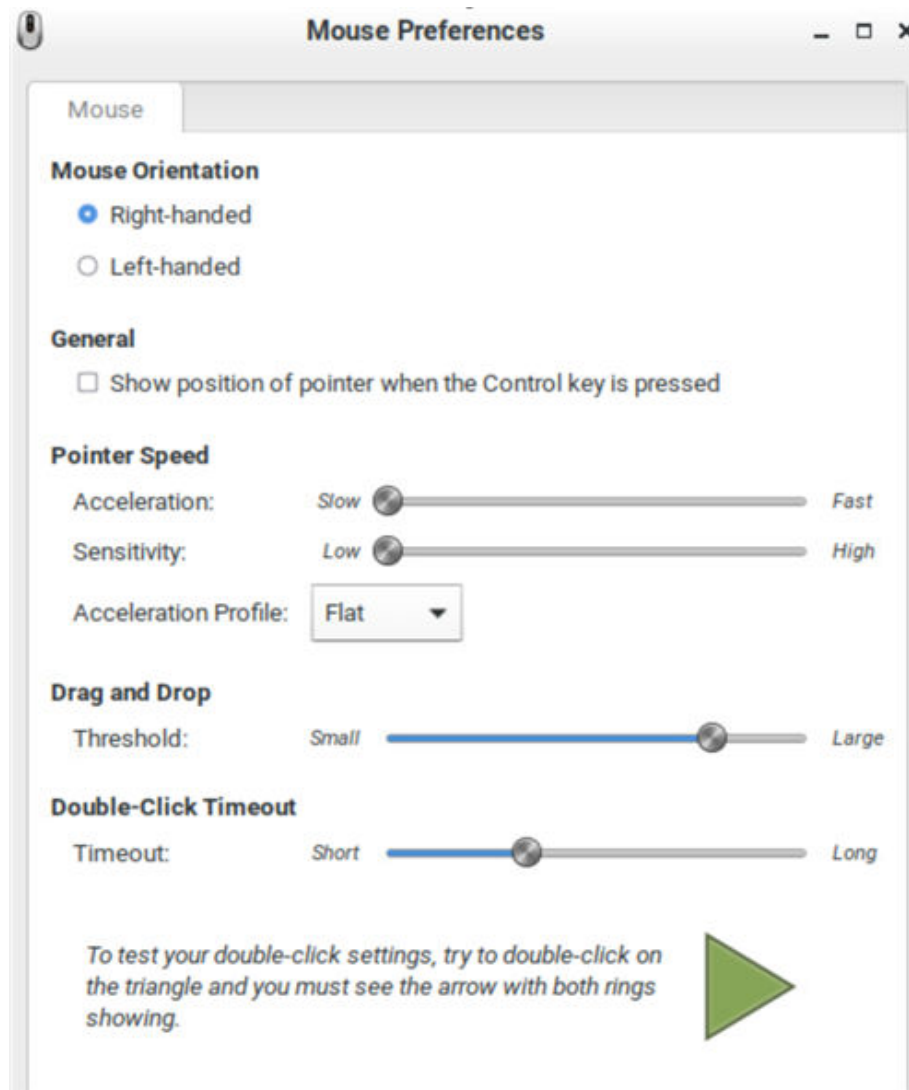 Mouse Preferences
Mouse
Mouse Orientation
Right-handed
Left-handed
General
Show position of pointer when the Control key is pressed
Pointer Speed
Acceleration: Slow Fast
Sensitivity: Low High
Acceleration Profile: Flat
Drag and Drop
Threshold: Small Large
Double-Click Timeout
Timeout: Short Long
To test your double-click settings, try to double-click on
the triangle and you must see the arrow with both rings
showing.